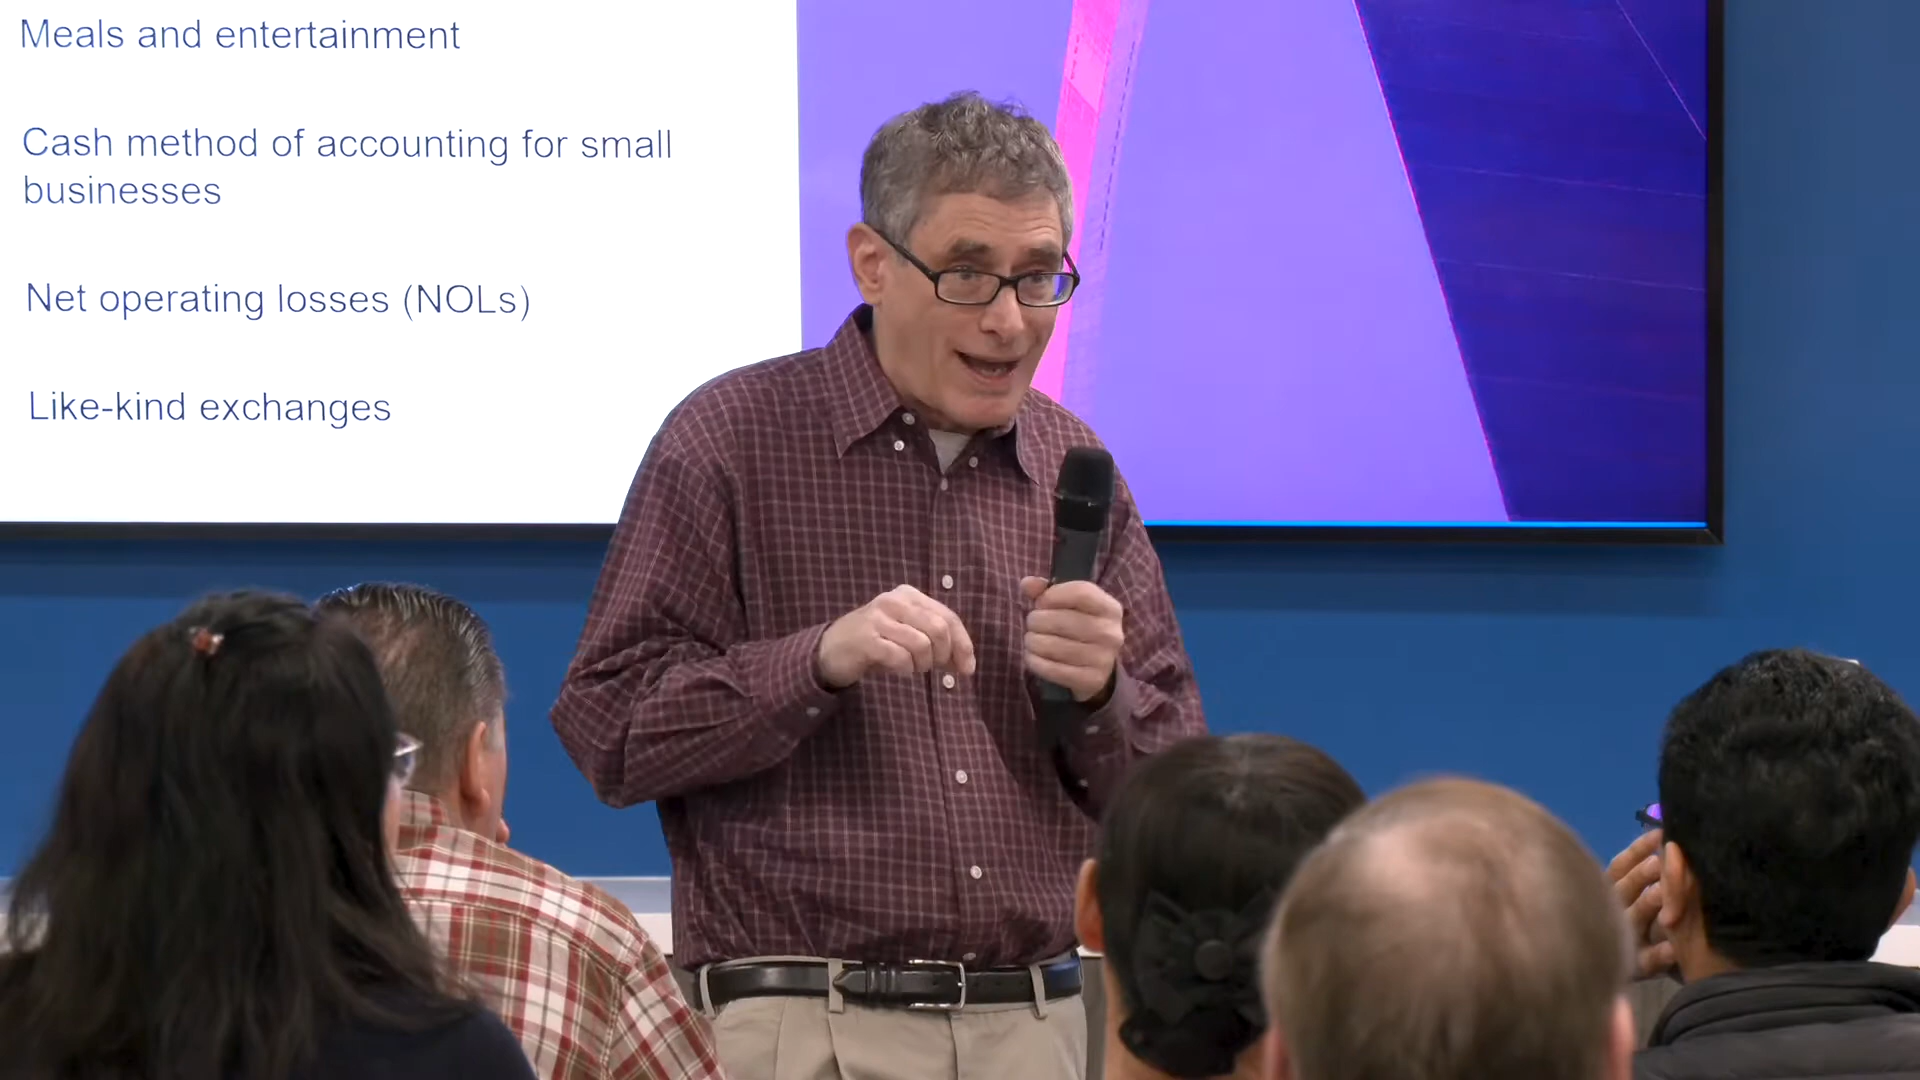 Meals and entertainment
Cash method of accounting for small
businesses
Net operating losses (NOLs)
Like-kind exchanges